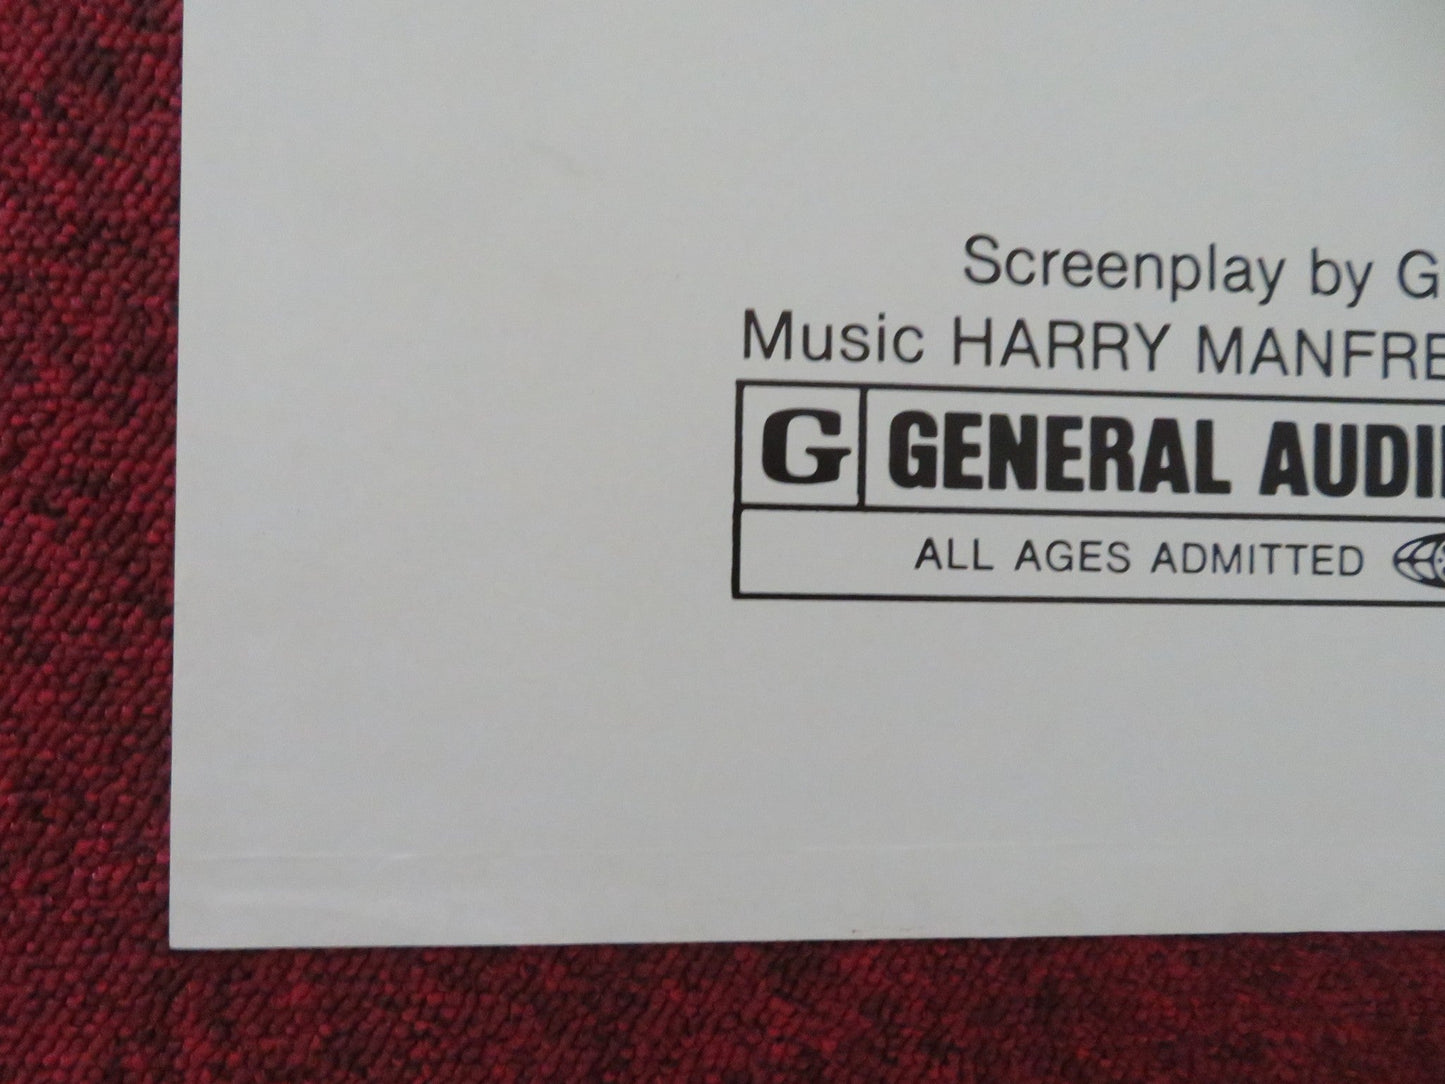 Screenplay by G
Music HARRY MANFRE
G GENERAL AUDI
ALL AGES ADMITTED